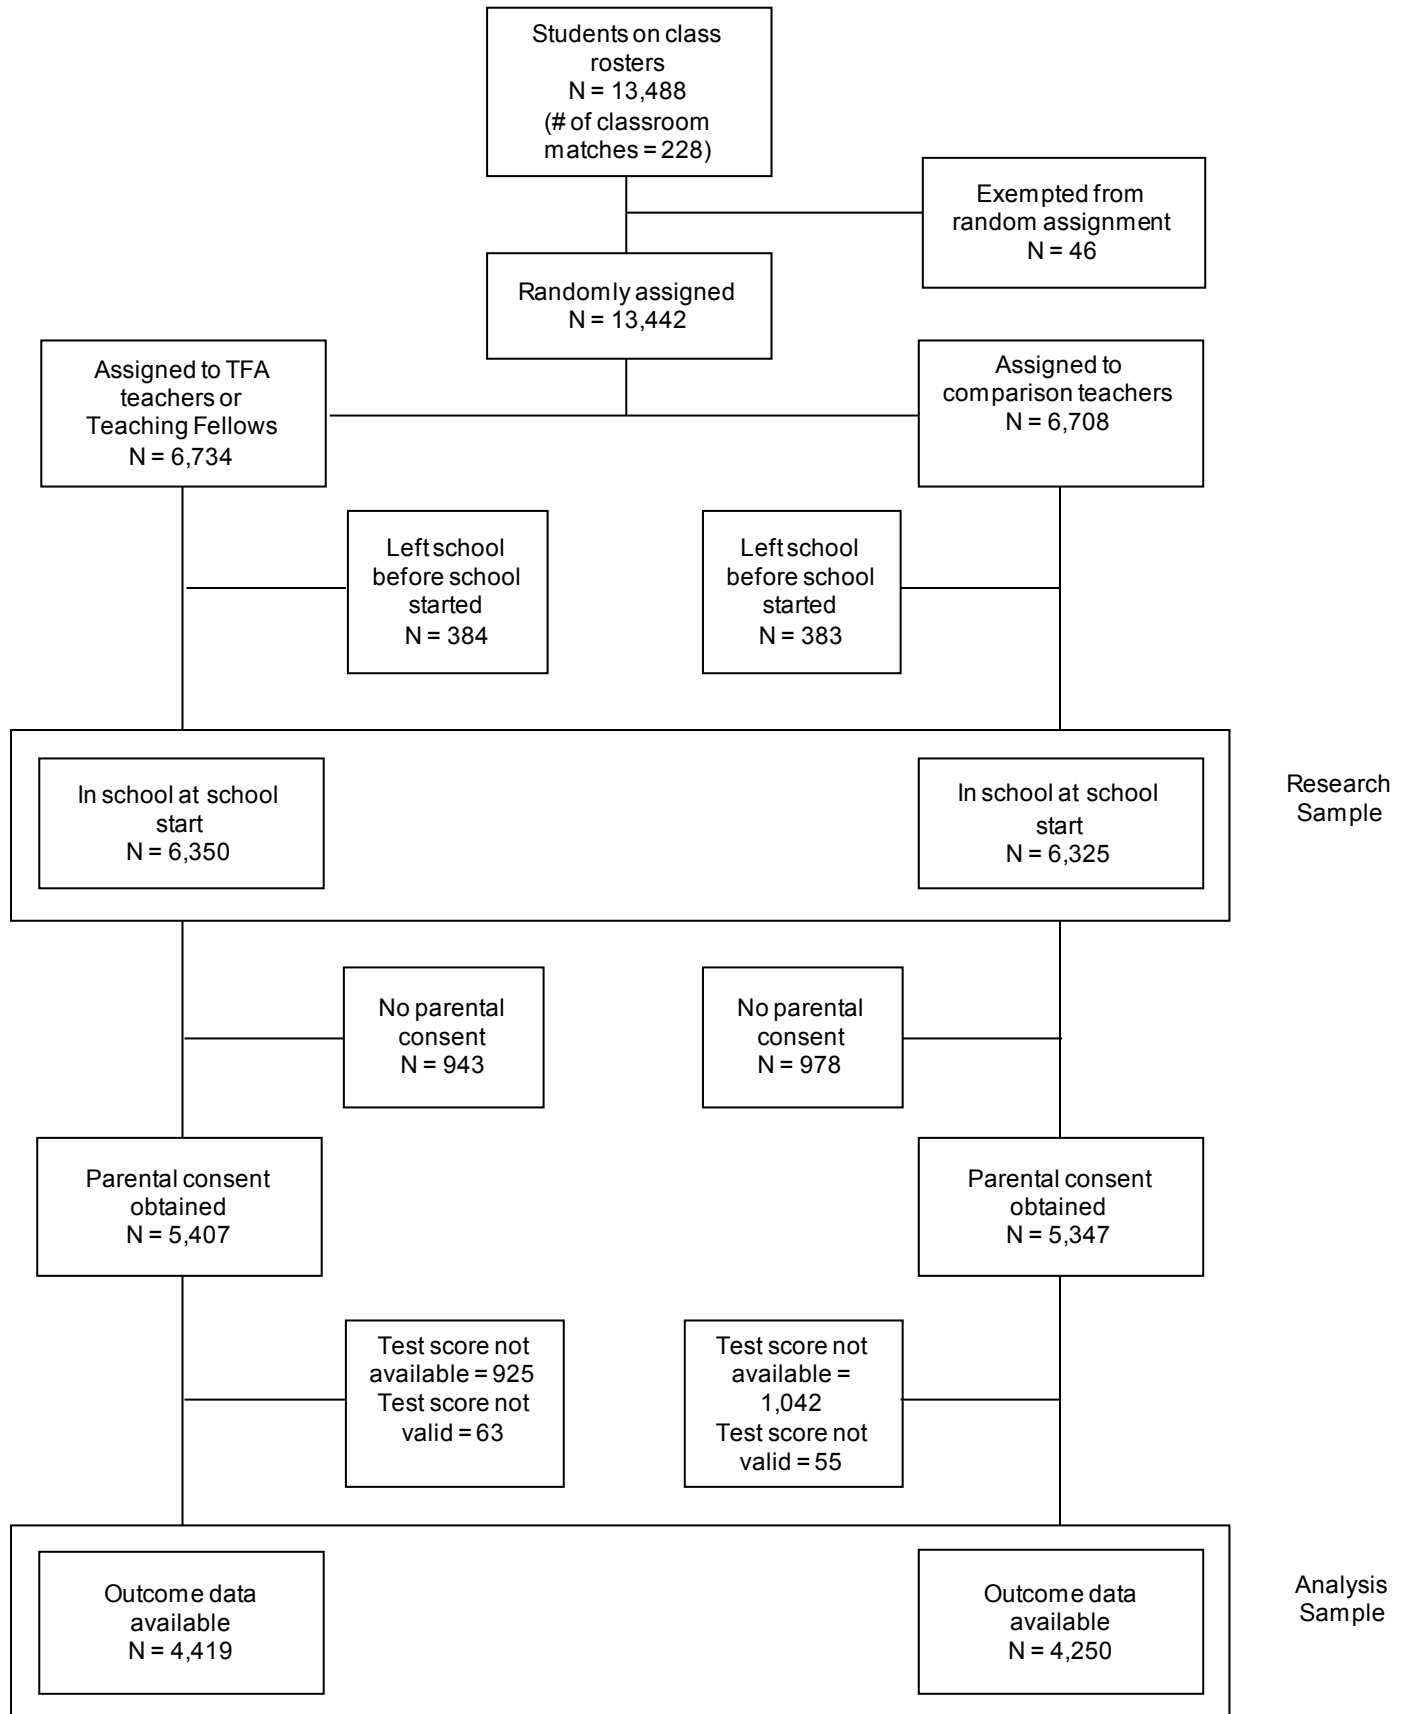 Students on class
rosters
N = 13,488
(# of classroom
matches = 228)
Exempted from
random assignment
N = 46
Randomly assigned
N = 13,442
Assigned to TFA
teachers or
Teaching Fellows
N = 6,734
Assigned to
comparison teachers
N = 6,708
Left school
before school
started
N = 384
Left school
before school
started
N = 383
In school at school
start
N = 6,350
In school at school
start
N = 6,325
Research
Sample
No parental
consent
N = 943
No parental
consent
N = 978
Parental consent
obtained
N = 5,407
Parental consent
obtained
N = 5,347
Test score not
available = 925
Test score not
valid = 63
Test score not
available =
1,042
Test score not
valid = 55
Outcome data
available
N = 4,419
Outcome data
available
N = 4,250
Analysis
Sample